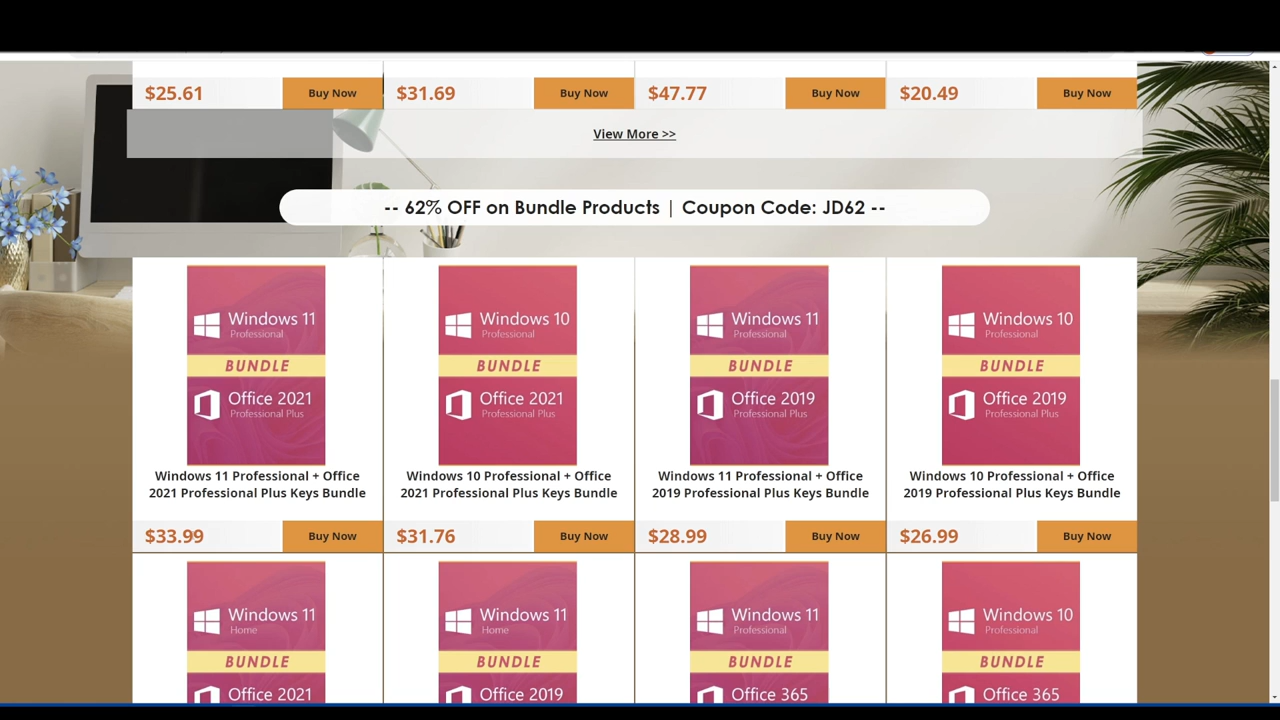 $25.61 Buy Now $31.69 Buy Now $47.77 Buy Now $20.49 Buy Now
View More >>
-- 62% OFF on Bundle Products | Coupon Code: JD62 --
Windows 11
Professional
BUNDLE
Office 2021
Professional Plus
Windows 11 Professional + Office
2021 Professional Plus Keys Bundle
$33.99 Buy Now
Windows 10
Professional
BUNDLE
Office 2021
Professional Plus
Windows 10 Professional + Office
2021 Professional Plus Keys Bundle
$31.76 Buy Now
Windows 11
Professional
BUNDLE
Office 2019
Professional Plus
Windows 11 Professional + Office
2019 Professional Plus Keys Bundle
$28.99 Buy Now
Windows 10
Professional
BUNDLE
Office 2019
Professional Plus
Windows 10 Professional + Office
2019 Professional Plus Keys Bundle
$26.99 Buy Now
Windows 11
Home
BUNDLE
Office 2021
Windows 11
Home
BUNDLE
Office 2019
Windows 11
Professional
BUNDLE
Office 365
Windows 10
Professional
BUNDLE
Office 365